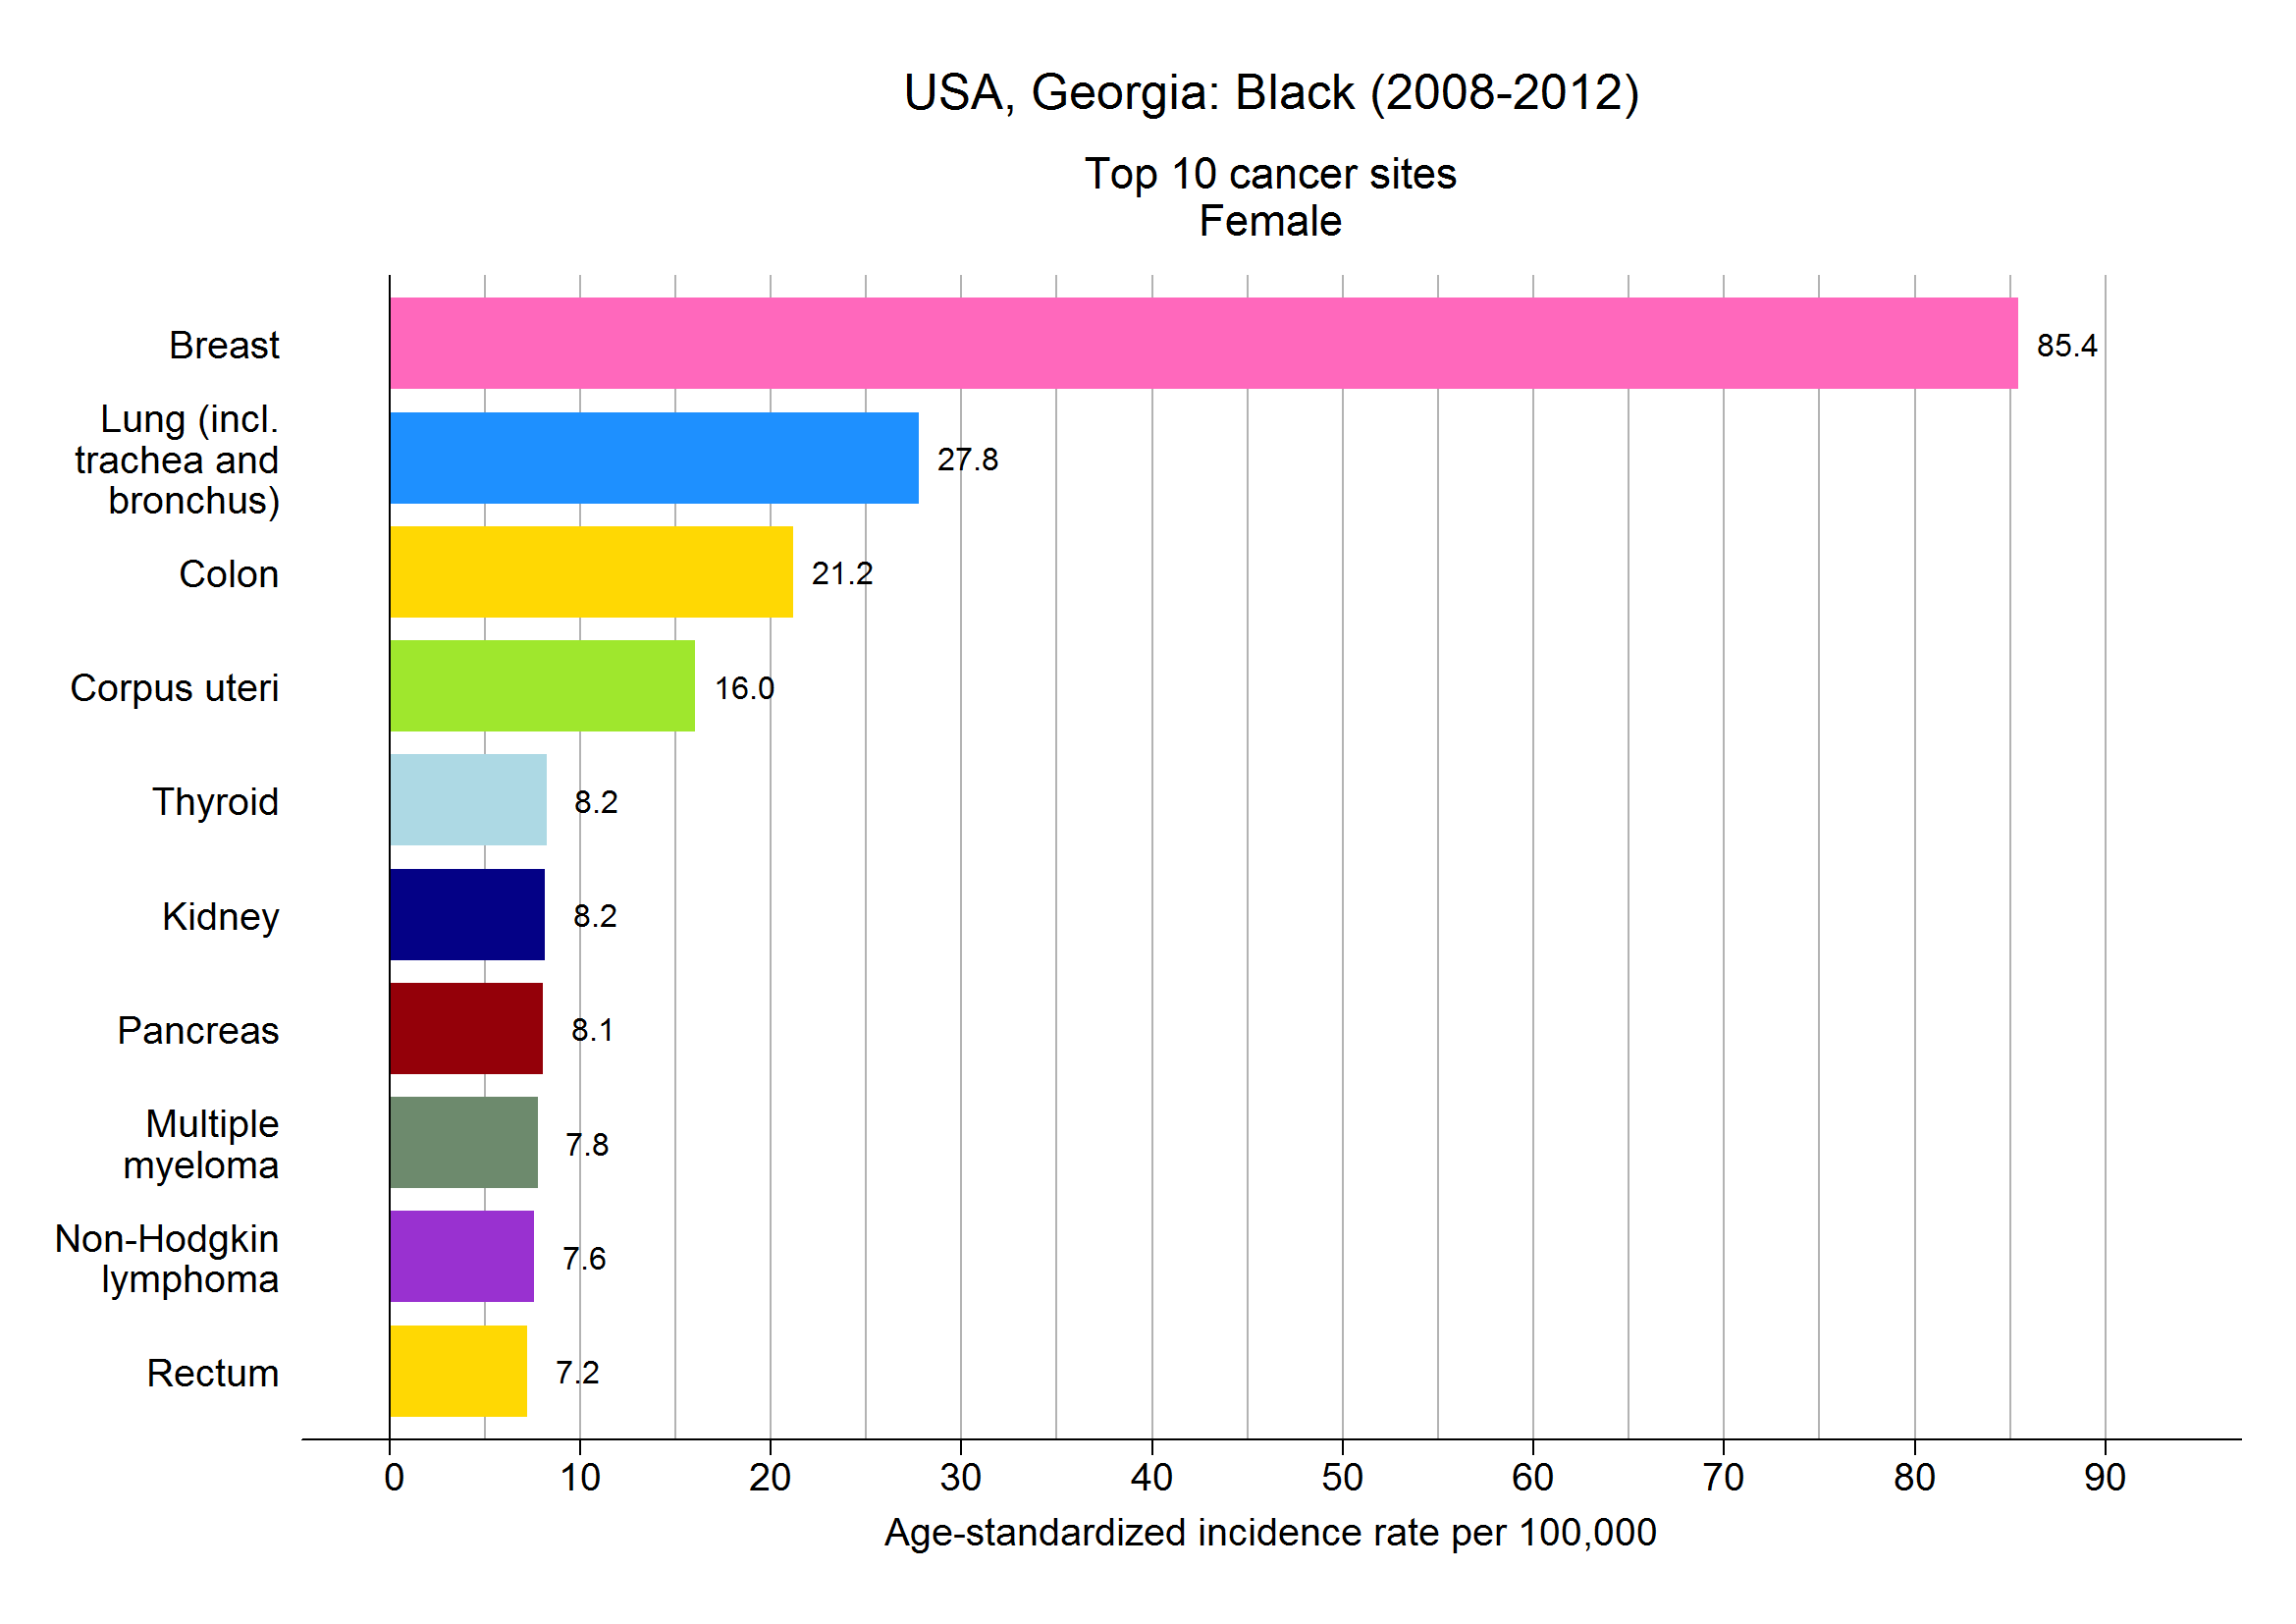 USA, Georgia: Black (2008-2012)
Top 10 cancer sites
Female
Breast
85.4
Lung (incl.
trachea and
bronchus)
27.8
Colon
21.2
Corpus uteri
16.0
Thyroid
8.2
Kidney
8.2
Pancreas
8.1
Multiple
myeloma
7.8
Non-Hodgkin
lymphoma
7.6
Rectum
7.2
0 10 20 30 40 50 60 70 80 90
Age-standardized incidence rate per 100,000